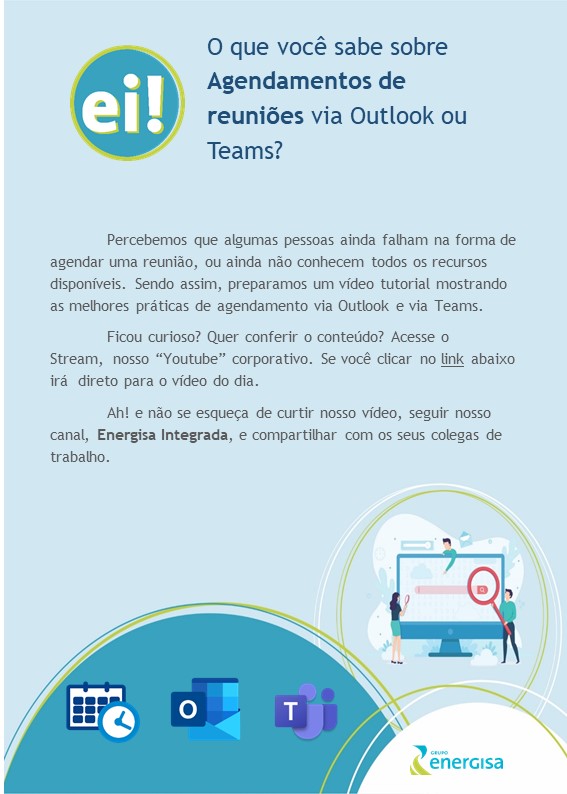 ei!
O que você sabe sobre
Agendamentos de
reuniões via Outlook ou
Teams?
Percebemos que algumas pessoas ainda falham na forma de
agendar uma reunião, ou ainda não conhecem todos os recursos
disponíveis. Sendo assim, preparamos um vídeo tutorial mostrando
as melhores práticas de agendamento via Outlook e via Teams.
Ficou curioso? Quer conferir o conteúdo? Acesse o
Stream, nosso “Youtube” corporativo. Se você clicar no link abaixo
irá direto para o vídeo do dia.
Ah! e não se esqueça de curtir nosso vídeo, seguir nosso
canal, Energisa Integrada, e compartilhar com os seus colegas de
trabalho.
O
T
GRUPO
energisa